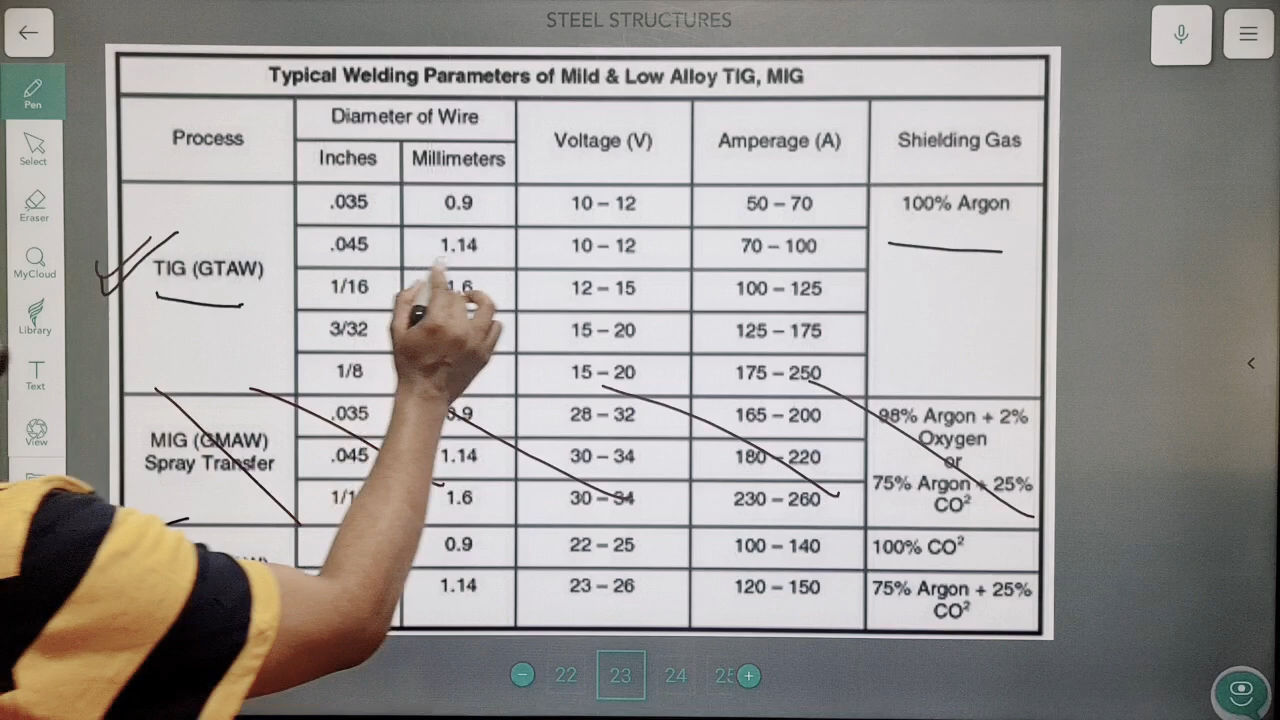 STEEL STRUCTURES
Pen
Select
Eraser
MyCloud
Library
Text
View
Typical Welding Parameters of Mild & Low Alloy TIG, MIG
Process Diameter of Wire Voltage (V) Amperage (A) Shielding Gas
Inches Millimeters
TIG (GTAW)
.035 0.9 10 – 12 50 – 70 100% Argon
.045 1.14 10 – 12 70 – 100
1/16 1.6 12 – 15 100 – 125
3/32 15 – 20 125 – 175
1/8 15 – 20 175 – 250
MIG (GMAW)
Spray Transfer
.035 0.9 28 – 32 165 – 200
.045 1.14 30 – 34 180 – 220
1.6 30 – 34 230 – 260
98% Argon + 2%
Oxygen
or
75% Argon + 25%
CO²
0.9 22 – 25 100 – 140 100% CO²
1.14 23 – 26 120 – 150 75% Argon + 25%
CO²
22 23 24